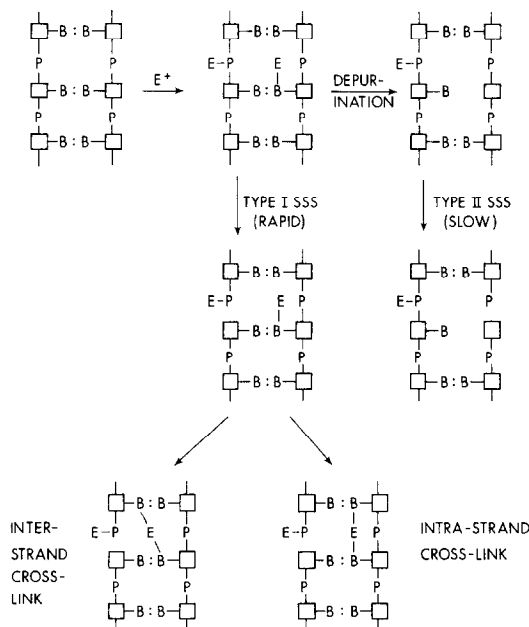 B:B B:B B:B
P P E-P E P E-P P
E+
DEPUR-
INATION
B:B B:B B
P P P P P P
B:B B:B B:B
TYPE I SSS
(RAPID)
TYPE II SSS
(SLOW)
B:B B:B
E-P E P E-P P
B:B B
P P P P
B:B B:B
INTER-
STRAND
CROSS-
LINK
B:B B:B
E-P E P E-P E P
B:B B:B
P P P P
B:B B:B
INTRA-STRAND
CROSS-LINK